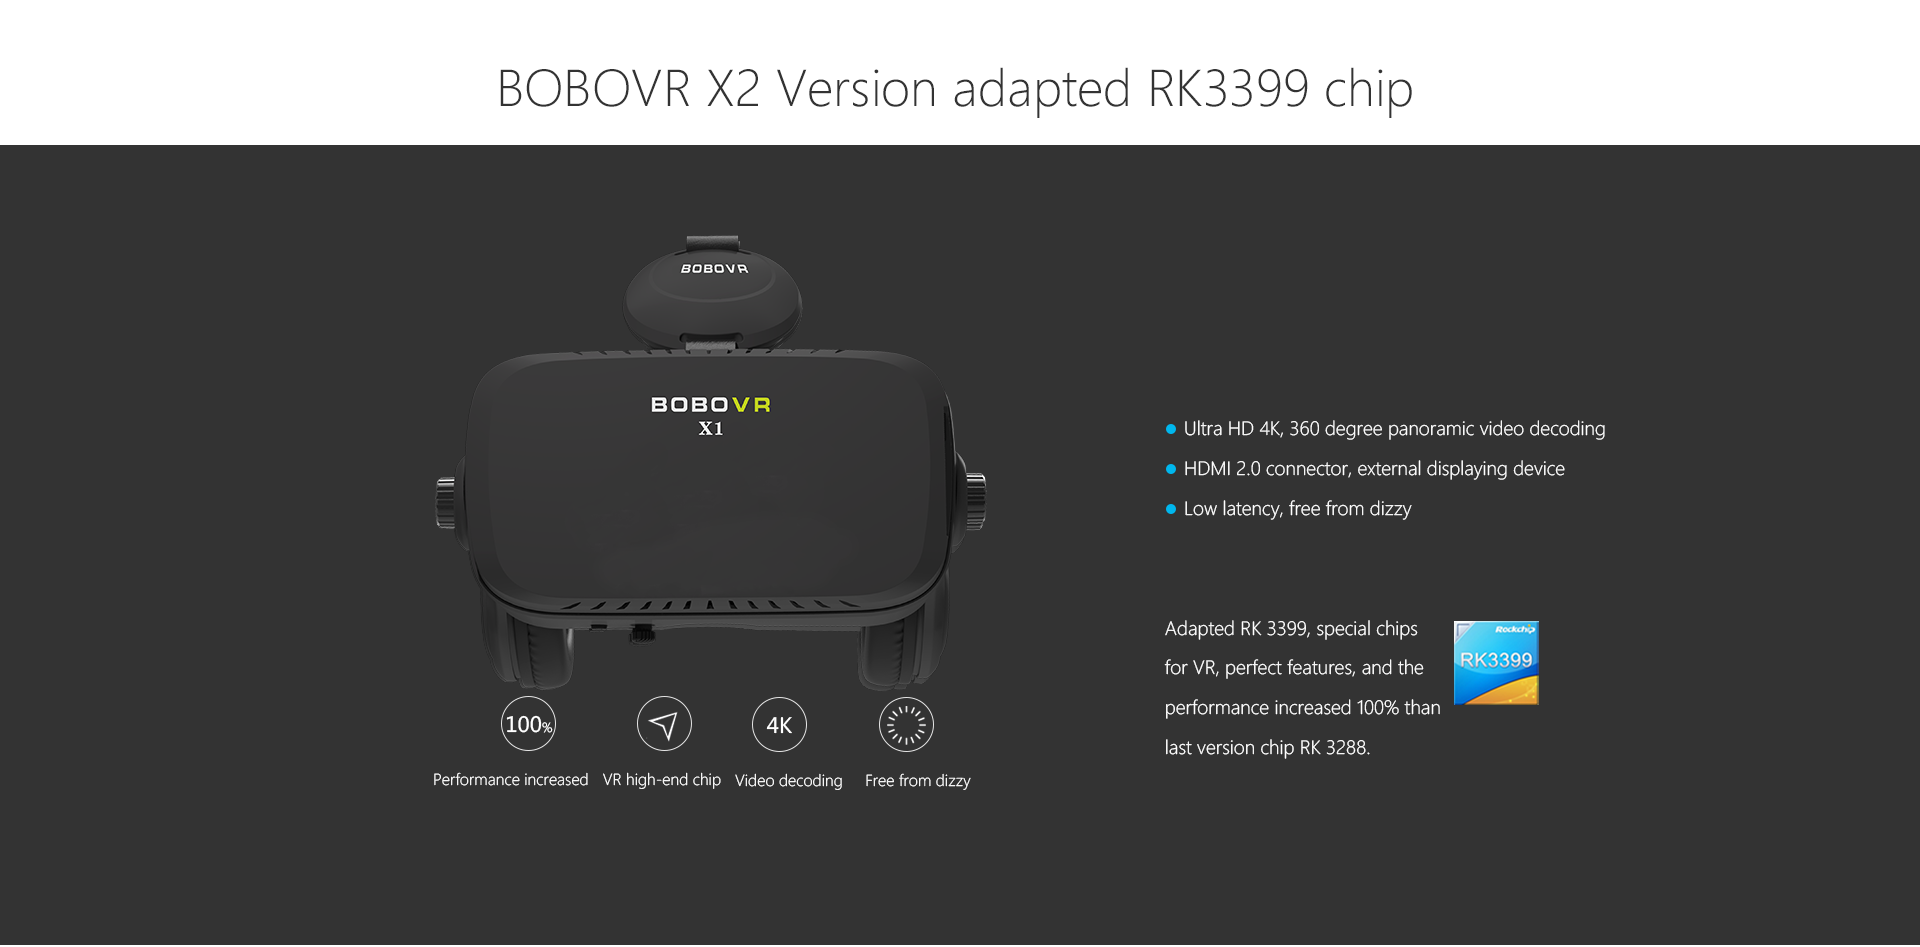 BOBOVR X2 Version adapted RK3399 chip
BOBOVR
BOBOVR
X1
100%
4K
Performance increased
VR high-end chip
Video decoding
Free from dizzy
Ultra HD 4K, 360 degree panoramic video decoding
HDMI 2.0 connector, external displaying device
Low latency, free from dizzy
Adapted RK 3399, special chips
for VR, perfect features, and the
performance increased 100% than
last version chip RK 3288.
Rockchip
RK3399